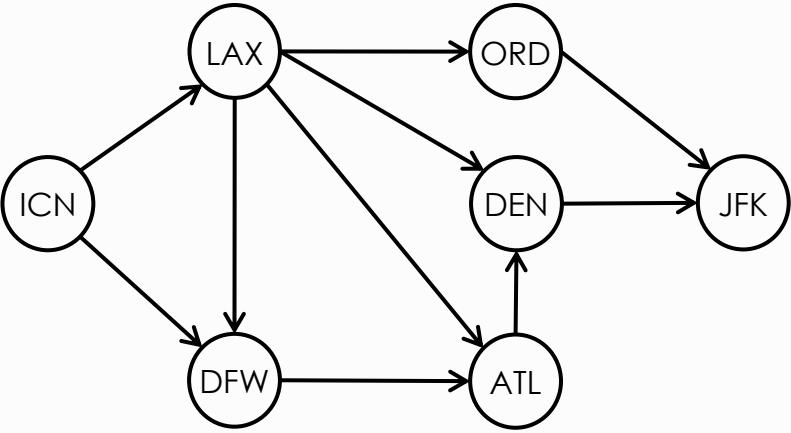 LAX
ORD
ICN
DEN
JFK
DFW
ATL